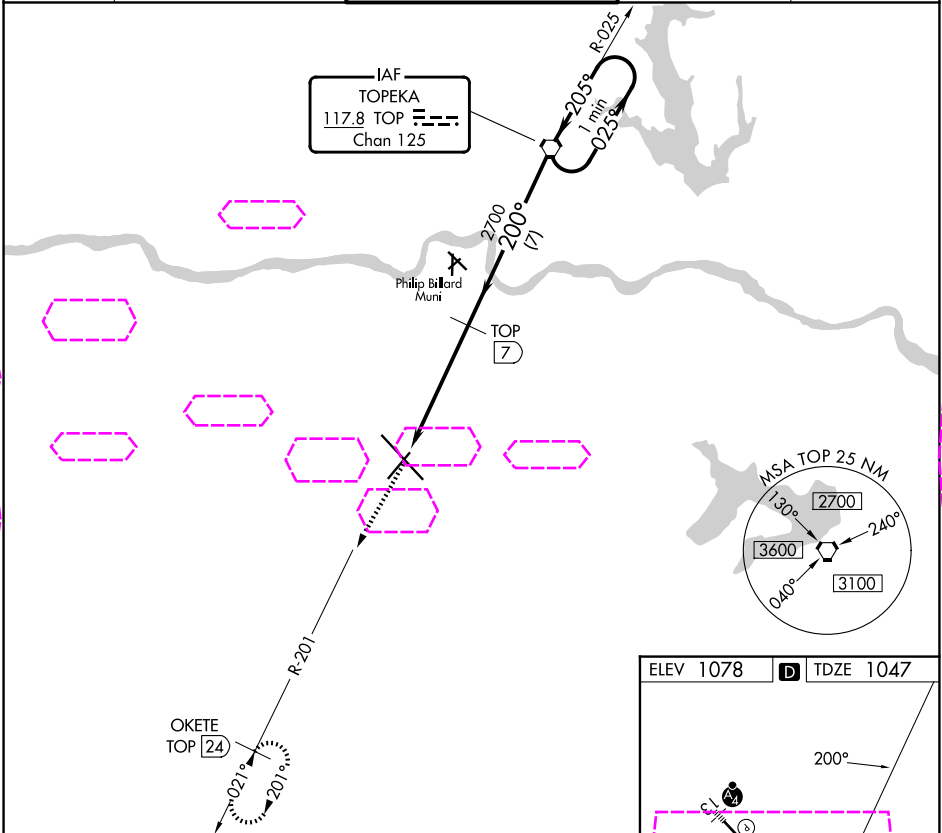 R-025
IAF
TOPEKA
117.8 TOP
Chan 125
205°
1 min
025°
2700
200°
(7)
Philip Billard
Muni
TOP
7
MSA TOP 25 NM
130°
2700
240°
3600
040°
3100
R-201
OKETE
TOP 24
021°
201°
ELEV 1078 D TDZE 1047
200°
A4
13
P